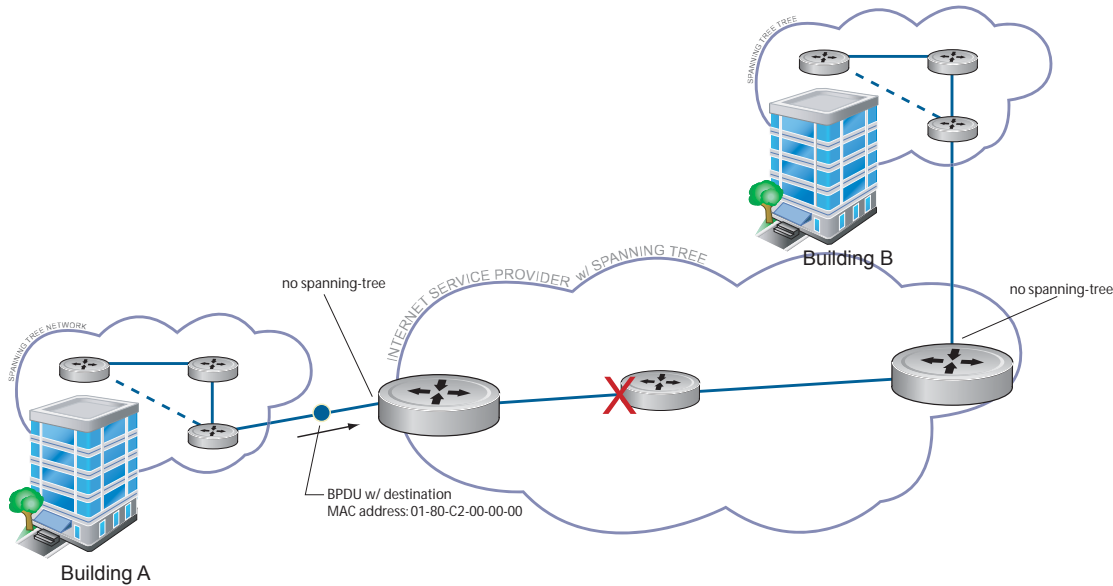 SPANNING TREE TREE
Building B
INTERNET SERVICE PROVIDER w/ SPANNING TREE
no spanning-tree
no spanning-tree
SPANNING TREE NETWORK
BPDU w/ destination
MAC address: 01-80-C2-00-00-00
Building A